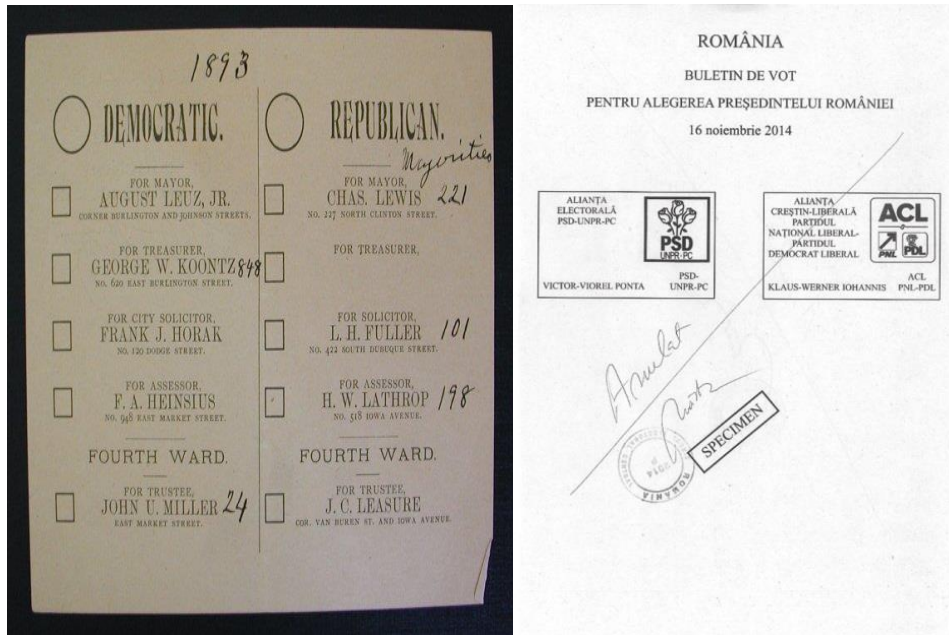 1893
DEMOCRATIC.
FOR MAYOR,
AUGUST LEUZ, JR.
CORNER BURLINGTON AND JOHNSON STREETS.
FOR TREASURER,
GEORGE W. KOONTZ 848
NO. 620 EAST BURLINGTON STREET.
FOR CITY SOLICITOR,
FRANK J. HORAK
NO. 120 DODGE STREET.
FOR ASSESSOR,
F. A. HEINSIUS
NO. 948 EAST MARKET STREET.
FOURTH WARD.
FOR TRUSTEE,
JOHN U. MILLER 24
EAST MARKET STREET.
REPUBLICAN.
Mayorities
FOR MAYOR,
CHAS. LEWIS 221
NO. 227 NORTH CLINTON STREET.
FOR TREASURER,
FOR SOLICITOR,
L. H. FULLER 101
NO. 422 SOUTH DUBUQUE STREET.
FOR ASSESSOR,
H. W. LATHROP 198
NO. 518 IOWA AVENUE.
FOURTH WARD.
FOR TRUSTEE,
J. C. LEASURE
COR. VAN BUREN ST. AND IOWA AVENUE.
ROMÂNIA
BULETIN DE VOT
PENTRU ALEGEREA PREŞEDINTELUI ROMÂNIEI
16 noiembrie 2014
ALIANŢA
ELECTORALĂ
PSD-UNPR-PC
PSD
UNPR-PC
VICTOR-VIOREL PONTA
PSD-
UNPR-PC
ALIANŢA
CREŞTIN-LIBERALĂ
PARTIDUL
NAŢIONAL LIBERAL-
PARTIDUL
DEMOCRAT LIBERAL
ACL
PNL PDL
KLAUS-WERNER IOHANNIS
ACL
PNL-PDL
Anulat
SPECIMEN
2014
ROMANIA